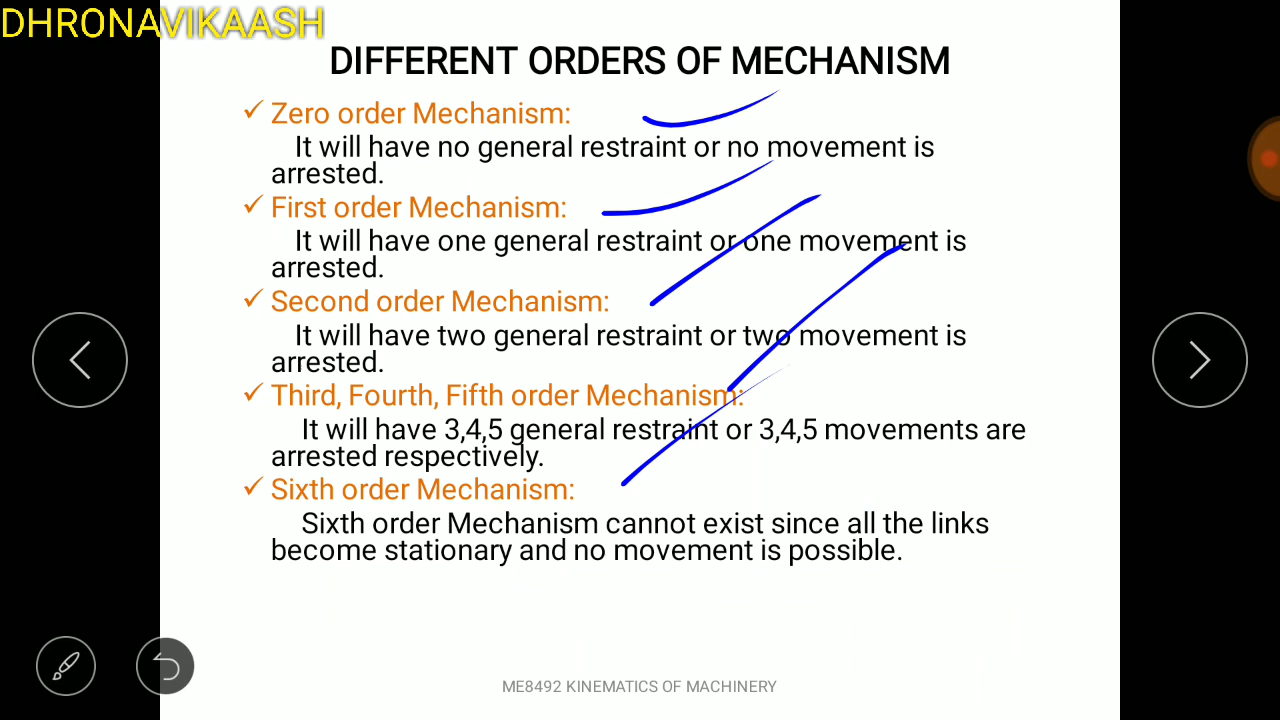 DHRONAVIKAASH
DIFFERENT ORDERS OF MECHANISM
✓ Zero order Mechanism:
It will have no general restraint or no movement is
arrested.
✓ First order Mechanism:
It will have one general restraint or one movement is
arrested.
✓ Second order Mechanism:
It will have two general restraint or two movement is
arrested.
✓ Third, Fourth, Fifth order Mechanism:
It will have 3,4,5 general restraint or 3,4,5 movements are
arrested respectively.
✓ Sixth order Mechanism:
Sixth order Mechanism cannot exist since all the links
become stationary and no movement is possible.
ME8492 KINEMATICS OF MACHINERY